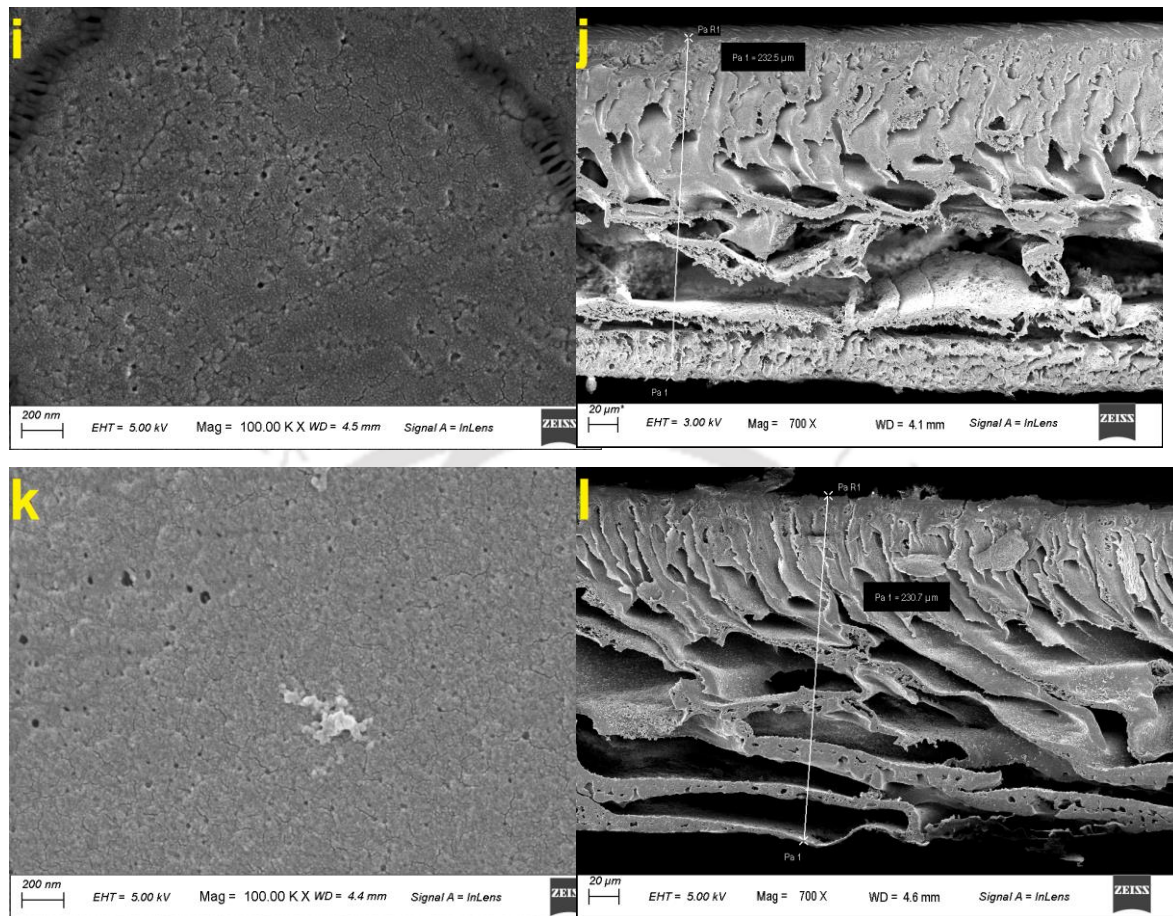 i
200 nm
EHT = 5.00 kV
Mag = 100.00 K X
WD = 4.5 mm
Signal A = InLens
ZEISS
j
Pa R1
Pa 1 = 232.5 µm
Pa 1
20 µm*
EHT = 3.00 kV
Mag = 700 X
WD = 4.1 mm
Signal A = InLens
ZEISS
k
200 nm
EHT = 5.00 kV
Mag = 100.00 K X
WD = 4.4 mm
Signal A = InLens
ZEISS
l
Pa R1
Pa 1 = 230.7 µm
Pa 1
20 µm
EHT = 5.00 kV
Mag = 700 X
WD = 4.6 mm
Signal A = InLens
ZEISS